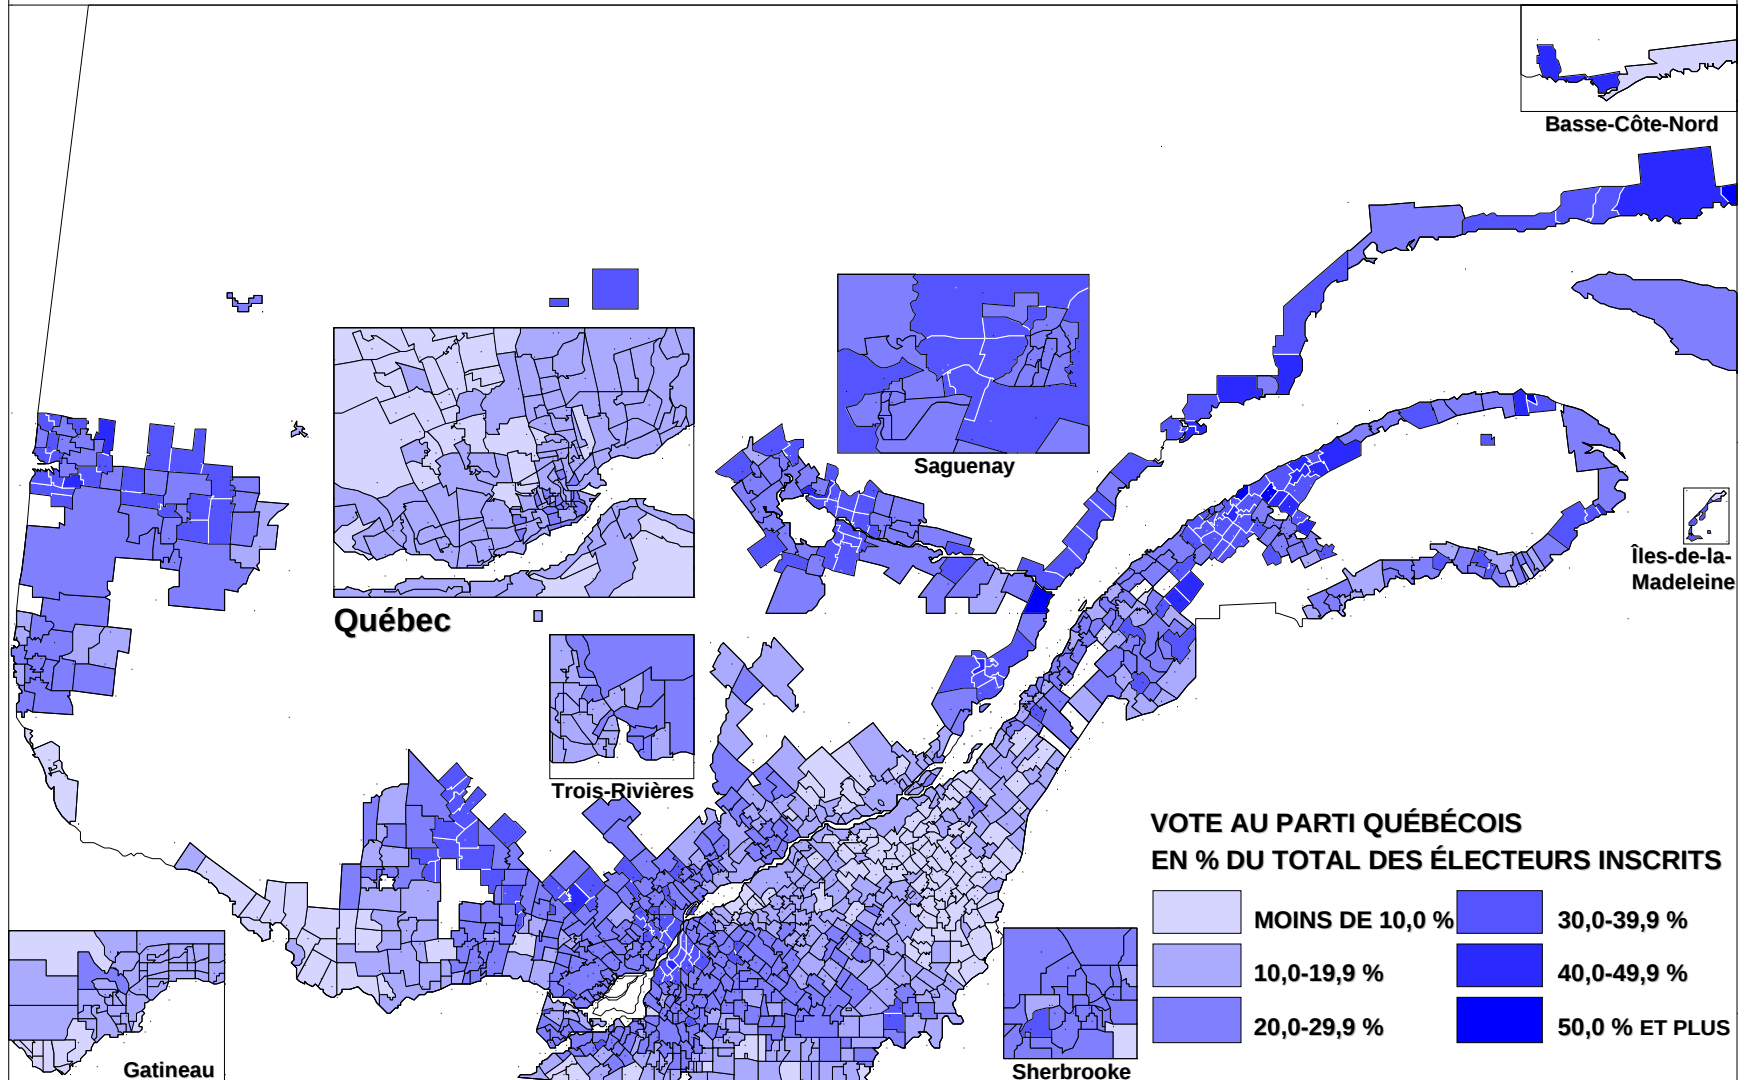 Basse-Côte-Nord
Saguenay
Îles-de-la-
Madeleine
Québec
Trois-Rivières
VOTE AU PARTI QUÉBÉCOIS
EN % DU TOTAL DES ÉLECTEURS INSCRITS
MOINS DE 10,0 %
30,0-39,9 %
10,0-19,9 %
40,0-49,9 %
20,0-29,9 %
50,0 % ET PLUS
Gatineau
Sherbrooke